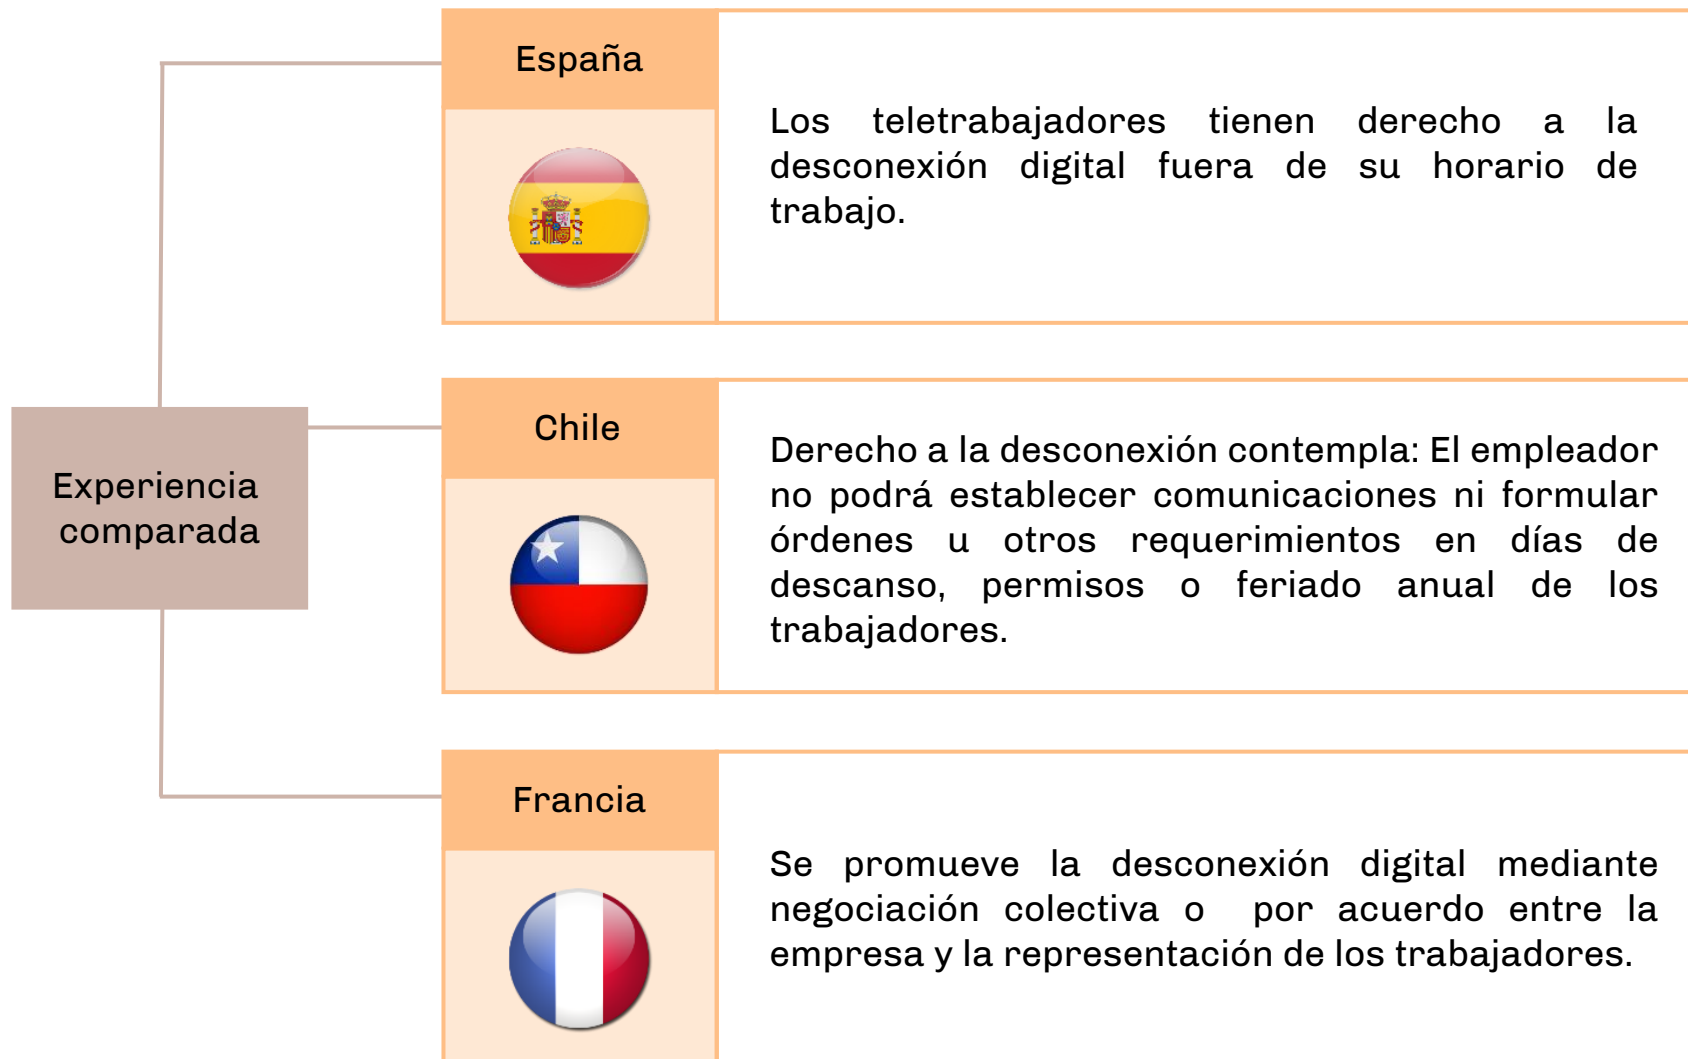 España
Los teletrabajadores tienen derecho a la
desconexión digital fuera de su horario de
trabajo.
Experiencia
comparada
Chile
Derecho a la desconexión contempla: El empleador
no podrá establecer comunicaciones ni formular
órdenes u otros requerimientos en días de
descanso, permisos o feriado anual de los
trabajadores.
Francia
Se promueve la desconexión digital mediante
negociación colectiva o por acuerdo entre la
empresa y la representación de los trabajadores.